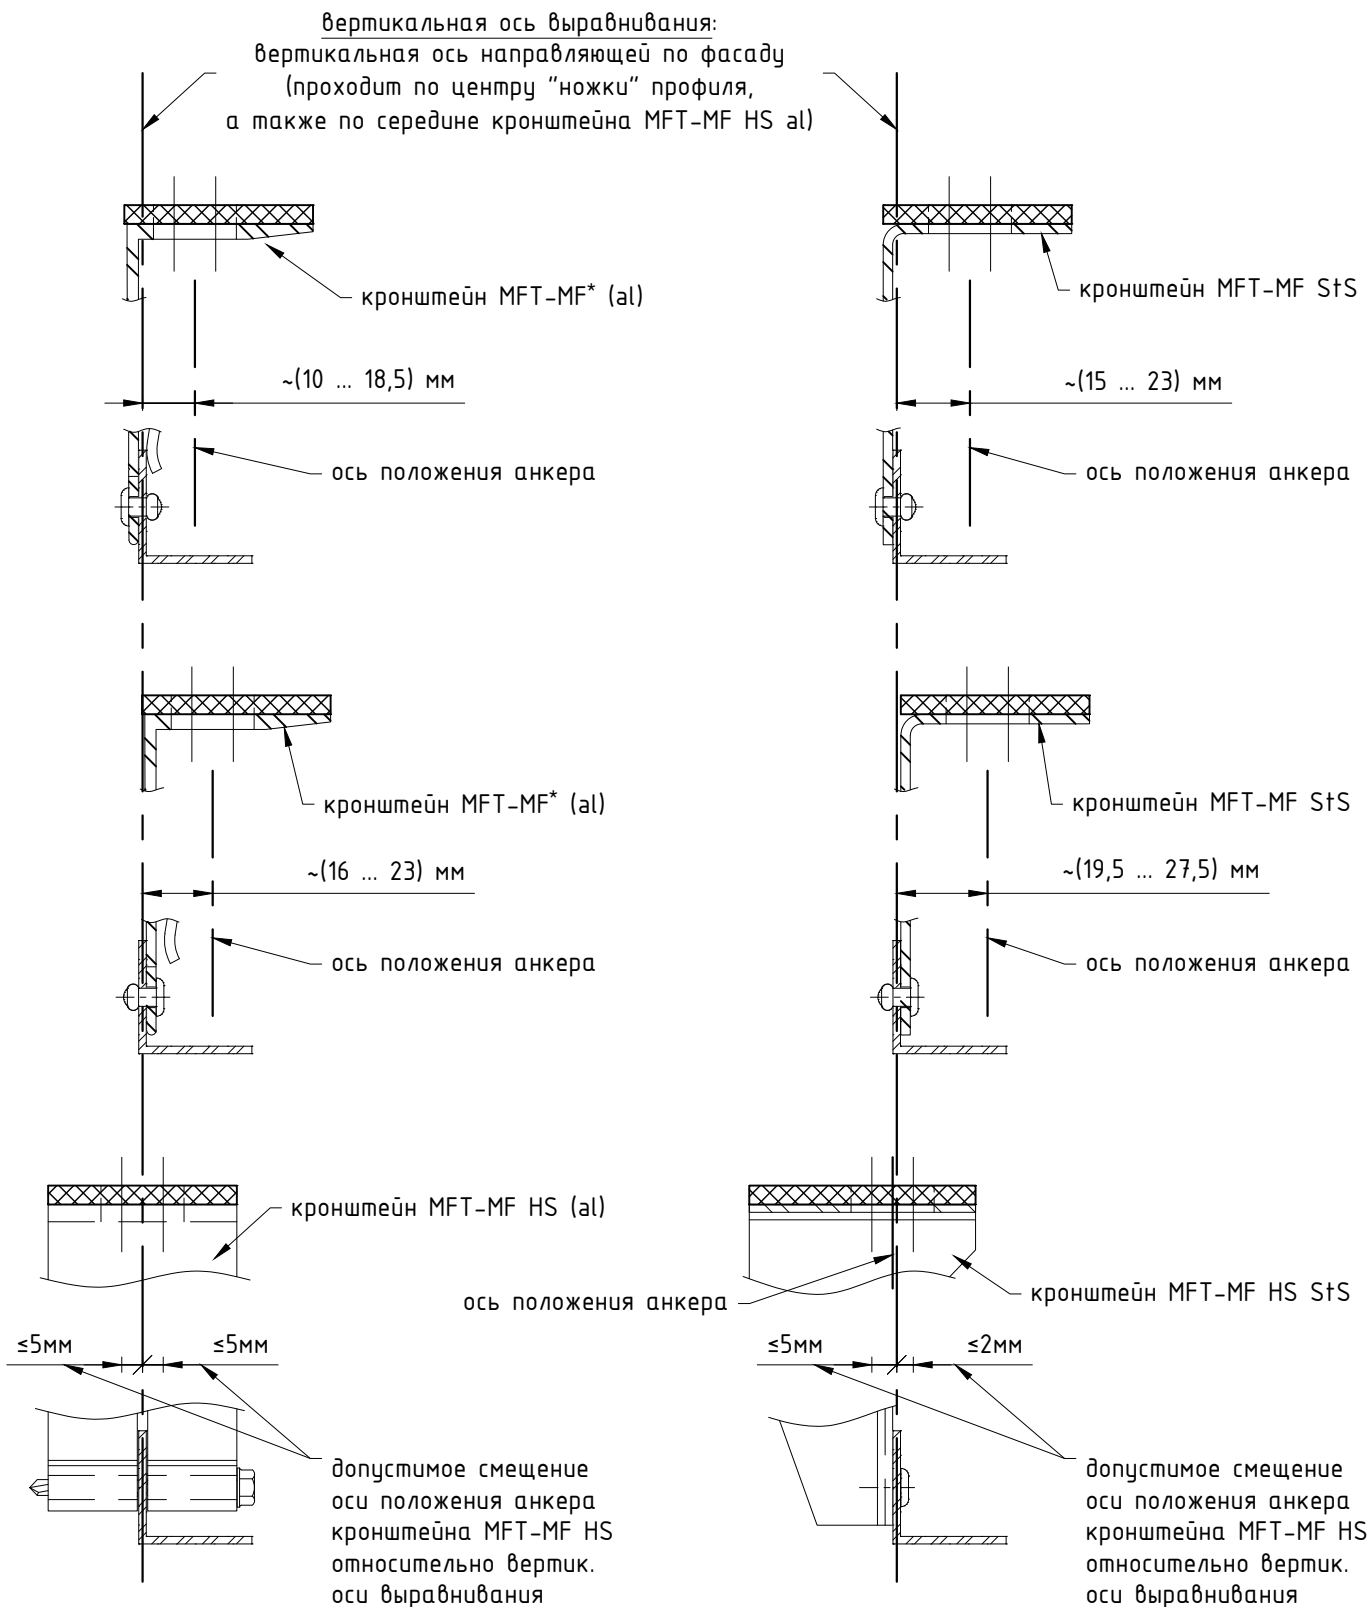 вертикальная ось выравнивания:
вертикальная ось направляющей по фасаду
(проходит по центру "ножки" профиля,
а также по середине кронштейна MFT-MF HS al)
кронштейн MFT-MF* (al)
кронштейн MFT-MF StS
~(10 ... 18,5) мм
~(15 ... 23) мм
ось положения анкера
ось положения анкера
кронштейн MFT-MF* (al)
кронштейн MFT-MF StS
~(16 ... 23) мм
~(19,5 ... 27,5) мм
ось положения анкера
ось положения анкера
кронштейн MFT-MF HS (al)
ось положения анкера
кронштейн MFT-MF HS StS
≤5мм
≤5мм
≤5мм
≤2мм
допустимое смещение
оси положения анкера
кронштейна MFT-MF HS
относительно вертик.
оси выравнивания
допустимое смещение
оси положения анкера
кронштейна MFT-MF HS
относительно вертик.
оси выравнивания